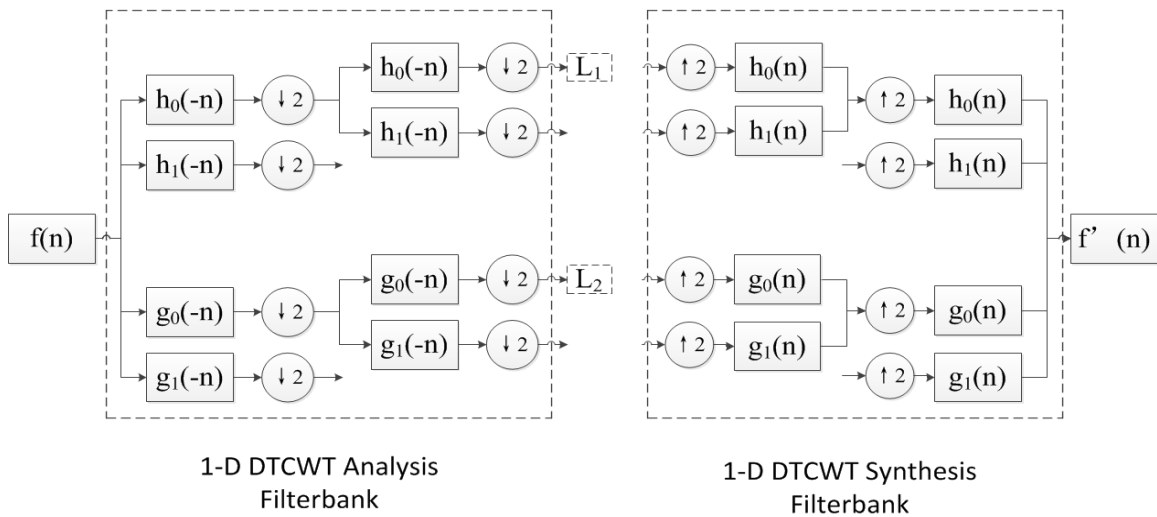 h₀(-n) ↓ 2 L₁ ↑ 2 h₀(n)
h₀(-n) ↓ 2 ↑ 2 h₀(n)
h₁(-n) ↓ 2 ↑ 2 h₁(n)
h₁(-n) ↓ 2 ↑ 2 h₁(n)
f(n) f’ (n)
g₀(-n) ↓ 2 L₂ ↑ 2 g₀(n)
g₀(-n) ↓ 2 ↑ 2 g₀(n)
g₁(-n) ↓ 2 ↑ 2 g₁(n)
g₁(-n) ↓ 2 ↑ 2 g₁(n)
1-D DTCWT Analysis
Filterbank
1-D DTCWT Synthesis
Filterbank